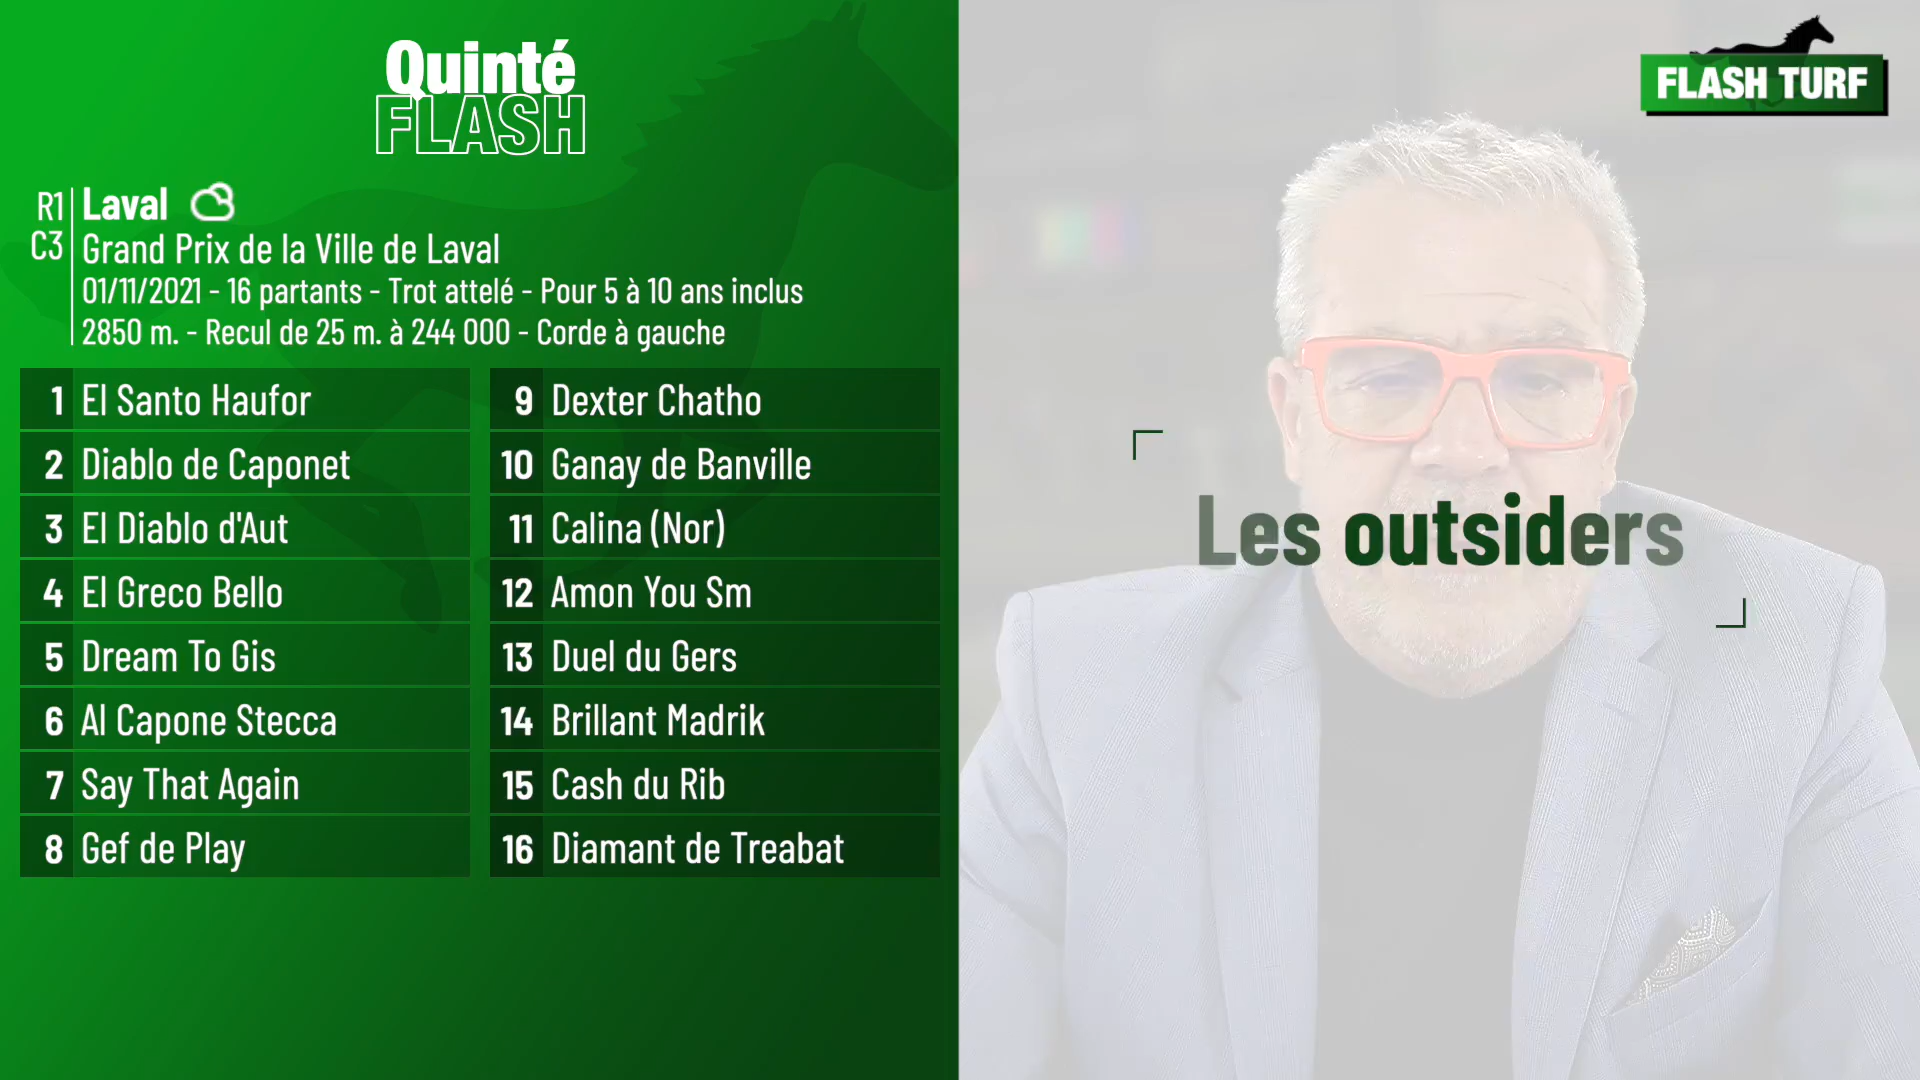 Quinté
FLASH
R1
C3
Laval
Grand Prix de la Ville de Laval
01/11/2021 - 16 partants - Trot attelé - Pour 5 à 10 ans inclus
2850 m. - Recul de 25 m. à 244 000 - Corde à gauche
1 El Santo Haufor
2 Diablo de Caponet
3 El Diablo d'Aut
4 El Greco Bello
5 Dream To Gis
6 Al Capone Stecca
7 Say That Again
8 Gef de Play
9 Dexter Chatho
10 Ganay de Banville
11 Calina (Nor)
12 Amon You Sm
13 Duel du Gers
14 Brillant Madrik
15 Cash du Rib
16 Diamant de Treabat
FLASH TURF
Les outsiders